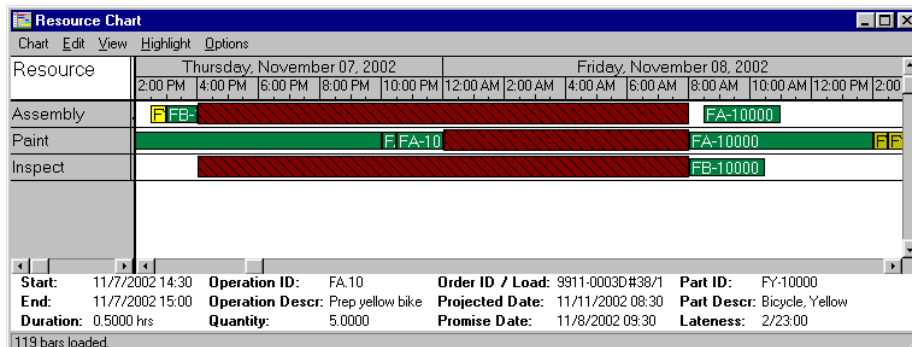 Resource Chart
Chart Edit View Highlight Options
Resource Thursday, November 07, 2002 Friday, November 08, 2002
2:00 PM 4:00 PM 6:00 PM 8:00 PM 10:00 PM 12:00 AM 2:00 AM 4:00 AM 6:00 AM 8:00 AM 10:00 AM 12:00 PM 2:00
Assembly F FB- FA-10000
Paint F. FA-10 FA-10000 F F
Inspect FB-10000
Start: 11/7/2002 14:30 Operation ID: FA.10 Order ID / Load: 9911-0003D#38/1 Part ID: FY-10000
End: 11/7/2002 15:00 Operation Descr: Prep yellow bike Projected Date: 11/11/2002 08:30 Part Descr: Bicycle, Yellow
Duration: 0.5000 hrs Quantity: 5.0000 Promise Date: 11/8/2002 09:30 Lateness: 2/23:00
119 bars loaded.